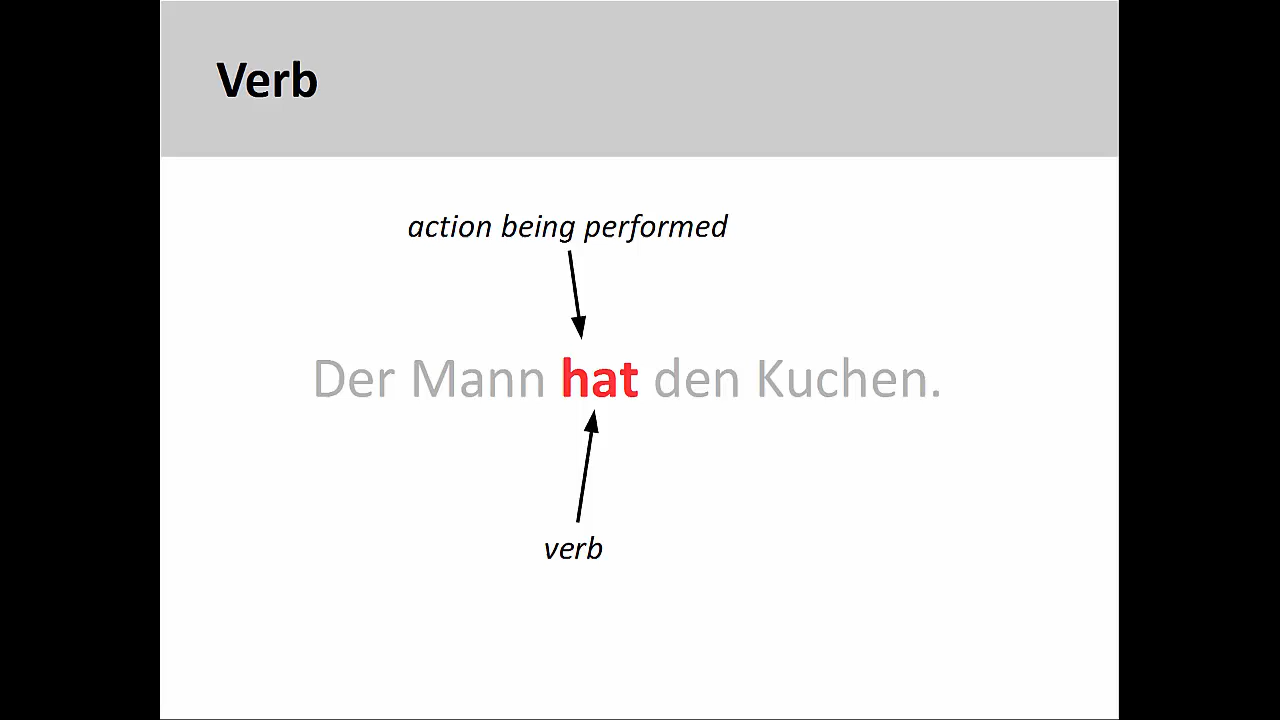 Verb
action being performed
Der Mann hat den Kuchen.
verb